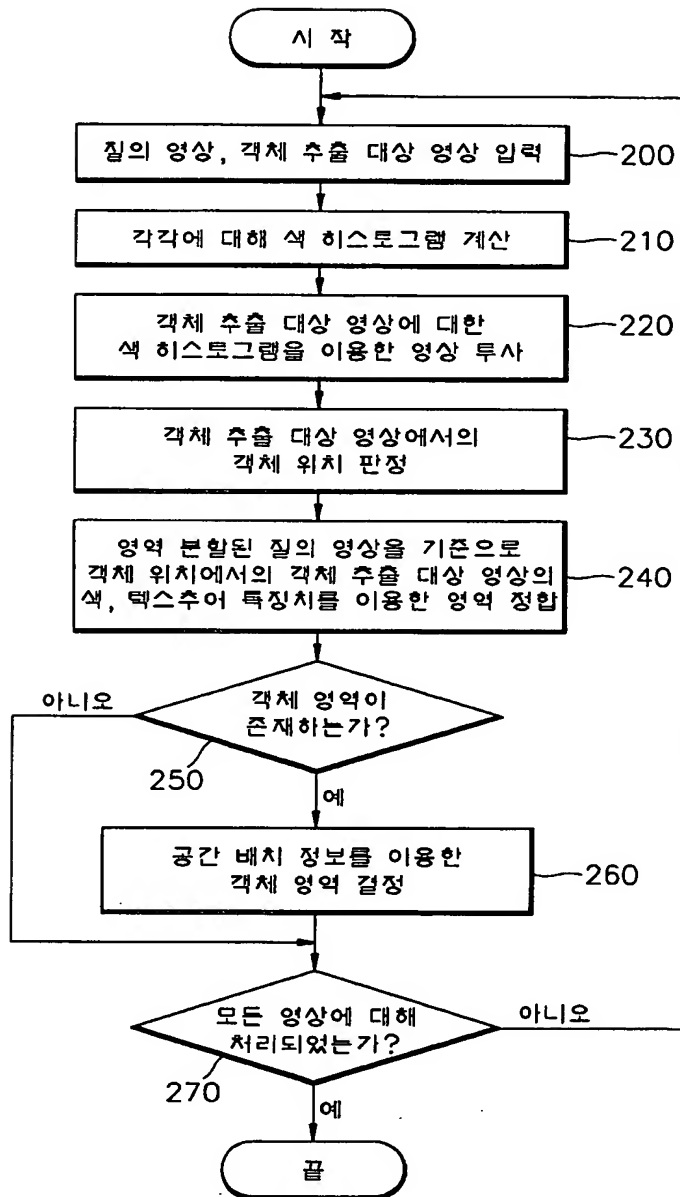 시 작
질의 영상, 객체 추출 대상 영상 입력
200
각각에 대해 색 히스토그램 계산
210
객체 추출 대상 영상에 대한
색 히스토그램을 이용한 영상 투사
220
객체 추출 대상 영상에서의
객체 위치 판정
230
영역 분할된 질의 영상을 기준으로
객체 위치에서의 객체 추출 대상 영상의
색, 텍스추어 특징치를 이용한 영역 정합
240
아니오
객체 영역이
존재하는가?
250
예
공간 배치 정보를 이용한
객체 영역 결정
260
모든 영상에 대해
처리되었는가?
아니오
270
예
끝